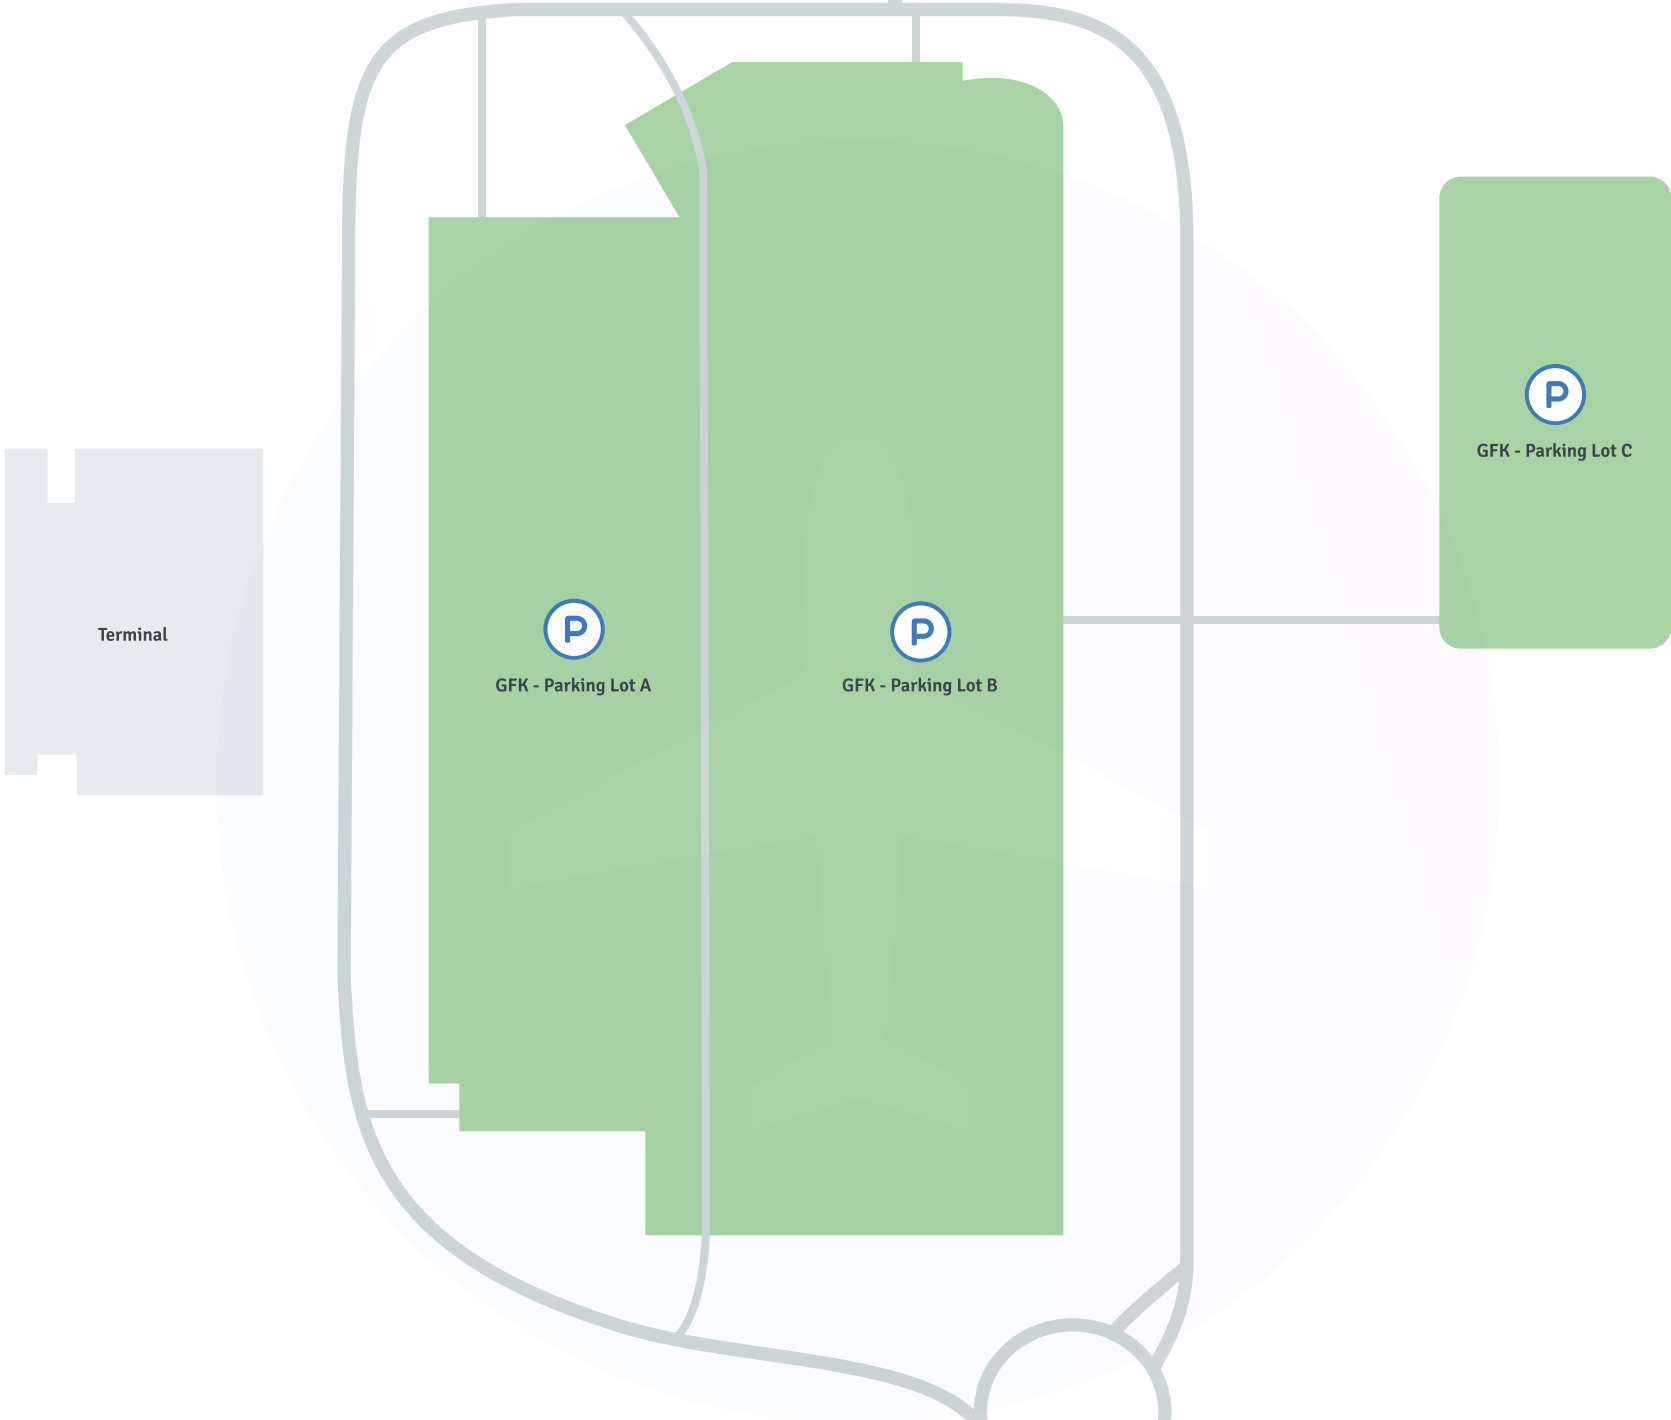 P
GFK - Parking Lot C
P
P
Terminal
GFK - Parking Lot A
GFK - Parking Lot B